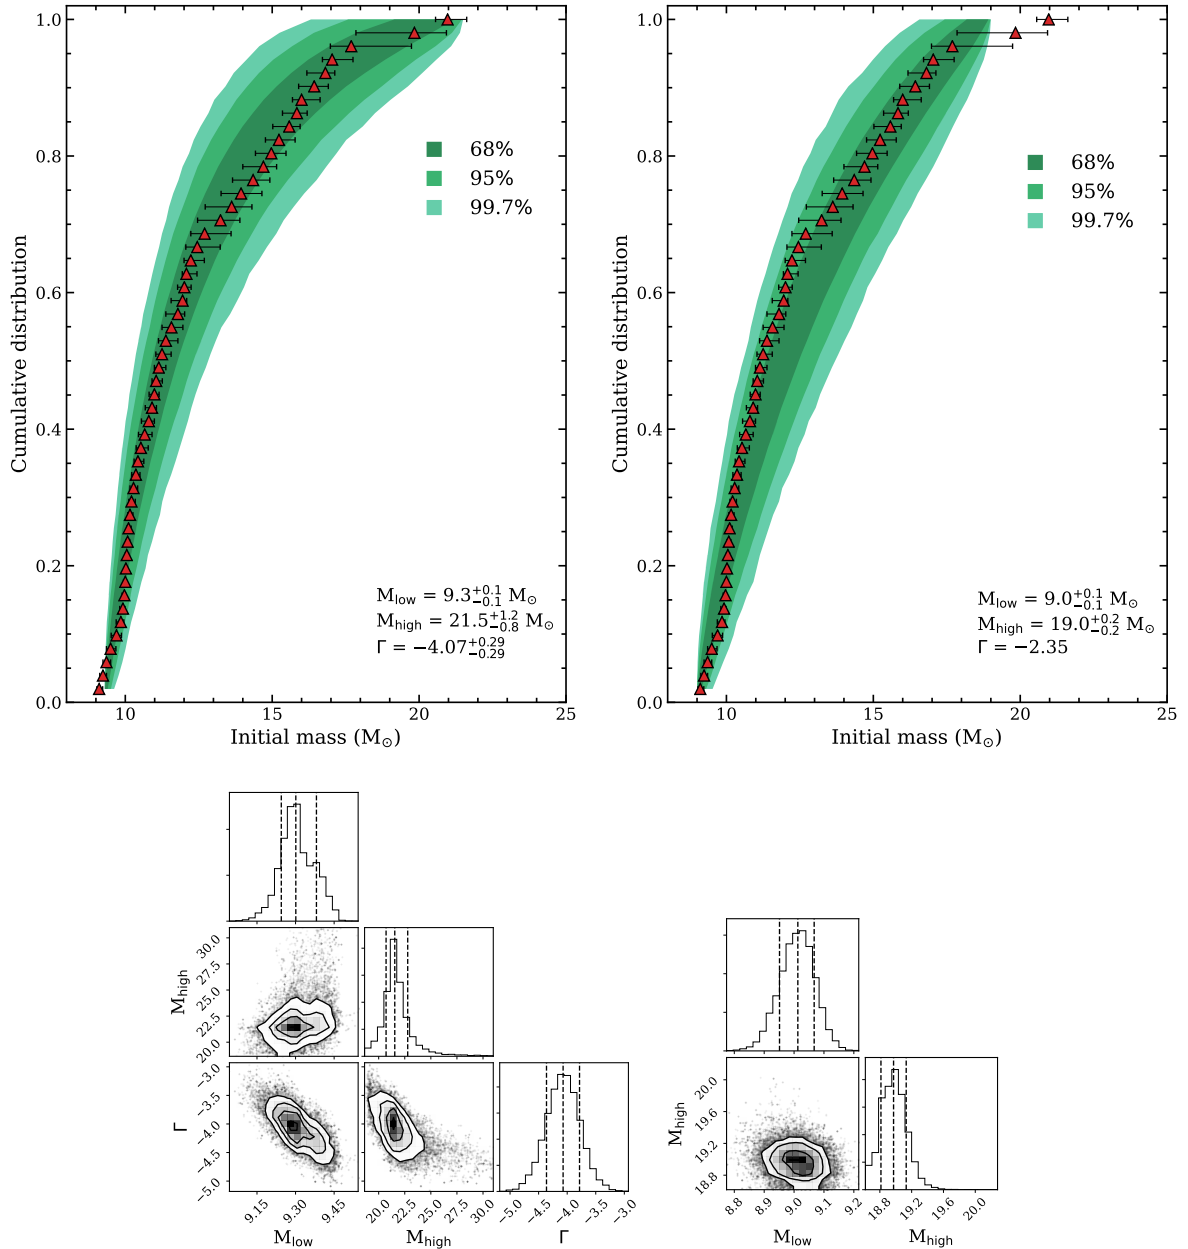 1.0
0.8
0.6
0.4
0.2
0.0
Cumulative distribution
68%
95%
99.7%
M_low = 9.3^{+0.1}_{−0.1} M_⊙
M_high = 21.5^{+1.2}_{−0.8} M_⊙
Γ = −4.07^{+0.29}_{−0.29}
10 15 20 25
Initial mass (M_⊙)
1.0
0.8
0.6
0.4
0.2
0.0
Cumulative distribution
68%
95%
99.7%
M_low = 9.0^{+0.1}_{−0.1} M_⊙
M_high = 19.0^{+0.2}_{−0.2} M_⊙
Γ = −2.35
10 15 20 25
Initial mass (M_⊙)
30.0
27.5
25.0
22.5
20.0
M_high
−3.0
−3.5
−4.0
−4.5
−5.0
Γ
9.15 9.30 9.45
M_low
20.0 22.5 25.0 27.5 30.0
M_high
−5.0 −4.5 −4.0 −3.5 −3.0
Γ
20.0
19.6
19.2
18.8
M_high
8.8 8.9 9.0 9.1 9.2
M_low
18.8 19.2 19.6 20.0
M_high